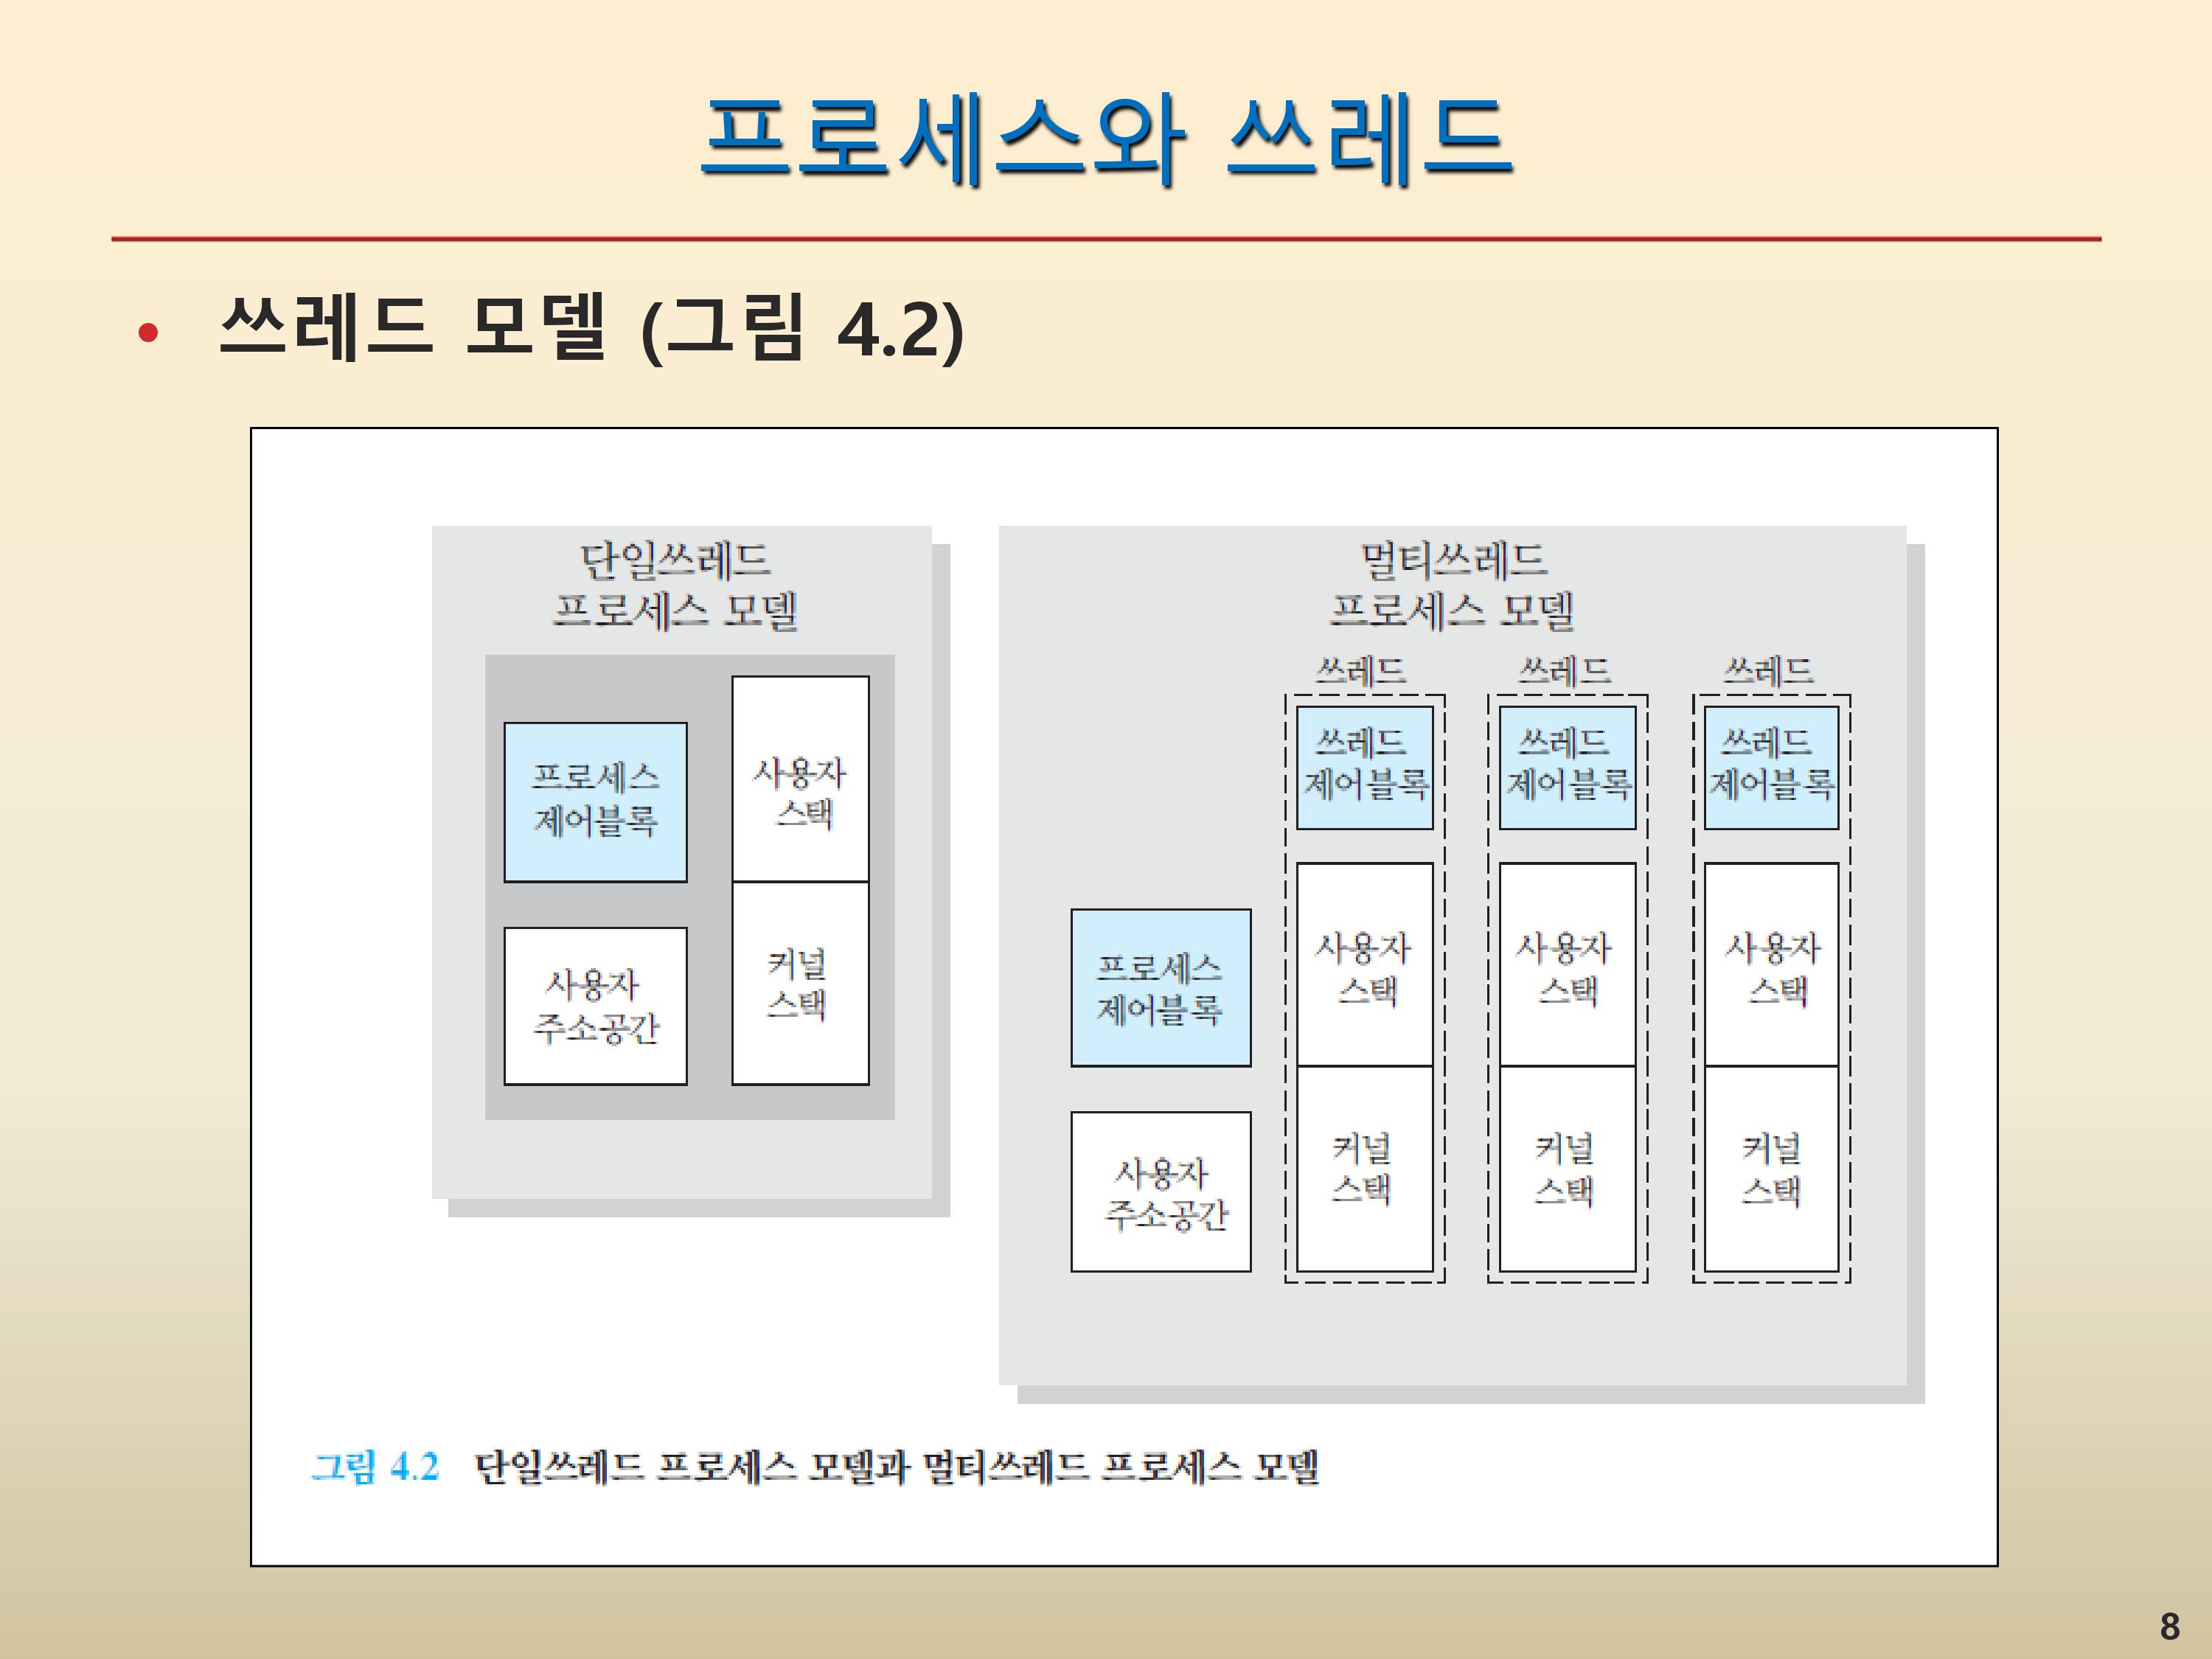 프로세스와 쓰레드
• 쓰레드 모델 (그림 4.2)
단일쓰레드
프로세스 모델
프로세스
제어블록
사용자
스택
사용자
주소공간
커널
스택
멀티쓰레드
프로세스 모델
프로세스
제어블록
사용자
주소공간
쓰레드
쓰레드
제어블록
사용자
스택
커널
스택
쓰레드
쓰레드
제어블록
사용자
스택
커널
스택
쓰레드
쓰레드
제어블록
사용자
스택
커널
스택
그림 4.2 단일쓰레드 프로세스 모델과 멀티쓰레드 프로세스 모델
8